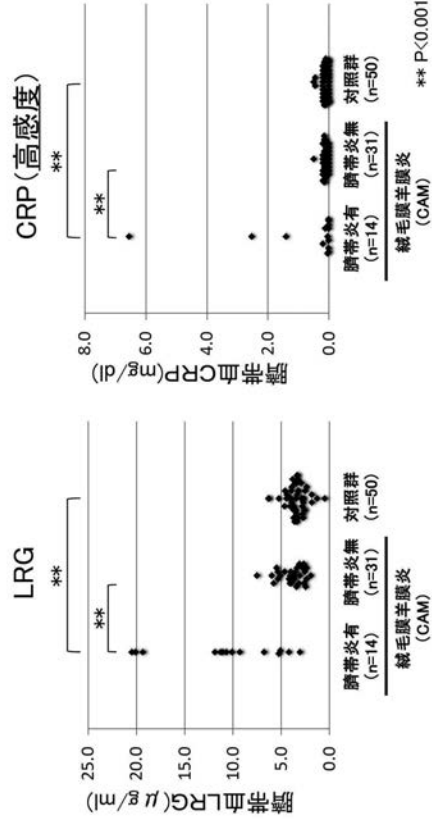 LRG
**
**
25.0
20.0
15.0
10.0
5.0
0.0
臍帯血LRG(μg/ml)
臍帯炎有
(n=14)
臍帯炎無
(n=31)
対照群
(n=50)
絨毛膜羊膜炎
(CAM)
CRP(高感度)
**
**
8.0
6.0
4.0
2.0
0.0
臍帯血CRP(mg/dl)
臍帯炎有
(n=14)
臍帯炎無
(n=31)
対照群
(n=50)
絨毛膜羊膜炎
(CAM)
** P<0.001